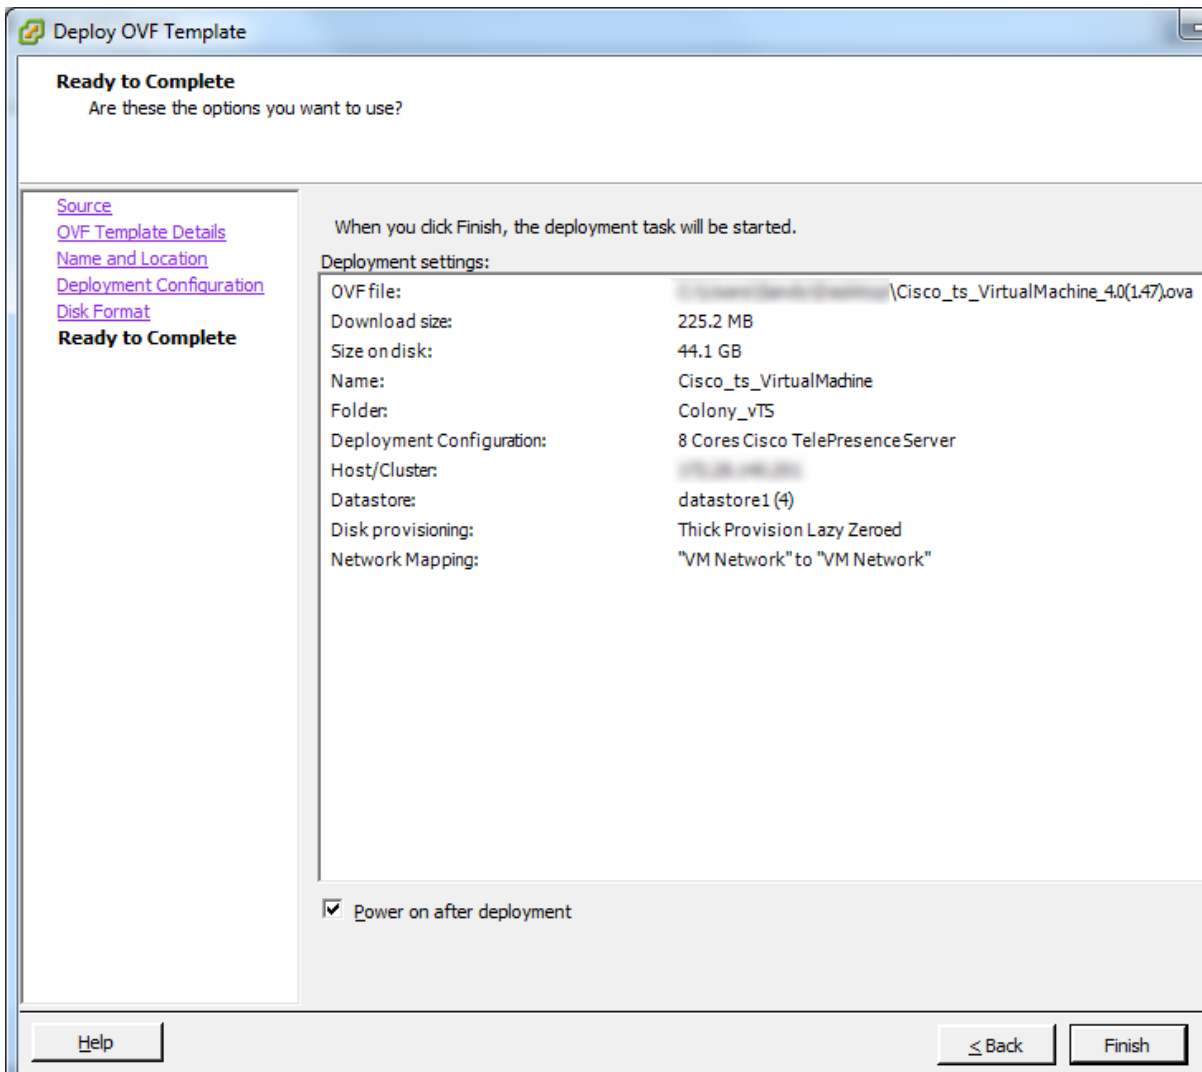 Deploy OVF Template
Ready to Complete
Are these the options you want to use?
Source
OVF Template Details
Name and Location
Deployment Configuration
Disk Format
Ready to Complete
When you click Finish, the deployment task will be started.
Deployment settings:
OVF file: \Cisco_ts_VirtualMachine_4.0(1.47).ova
Download size: 225.2 MB
Size on disk: 44.1 GB
Name: Cisco_ts_VirtualMachine
Folder: Colony_vTS
Deployment Configuration: 8 Cores Cisco TelePresence Server
Host/Cluster:
Datastore: datastore1 (4)
Disk provisioning: Thick Provision Lazy Zeroed
Network Mapping: "VM Network" to "VM Network"
Power on after deployment
Help
< Back
Finish